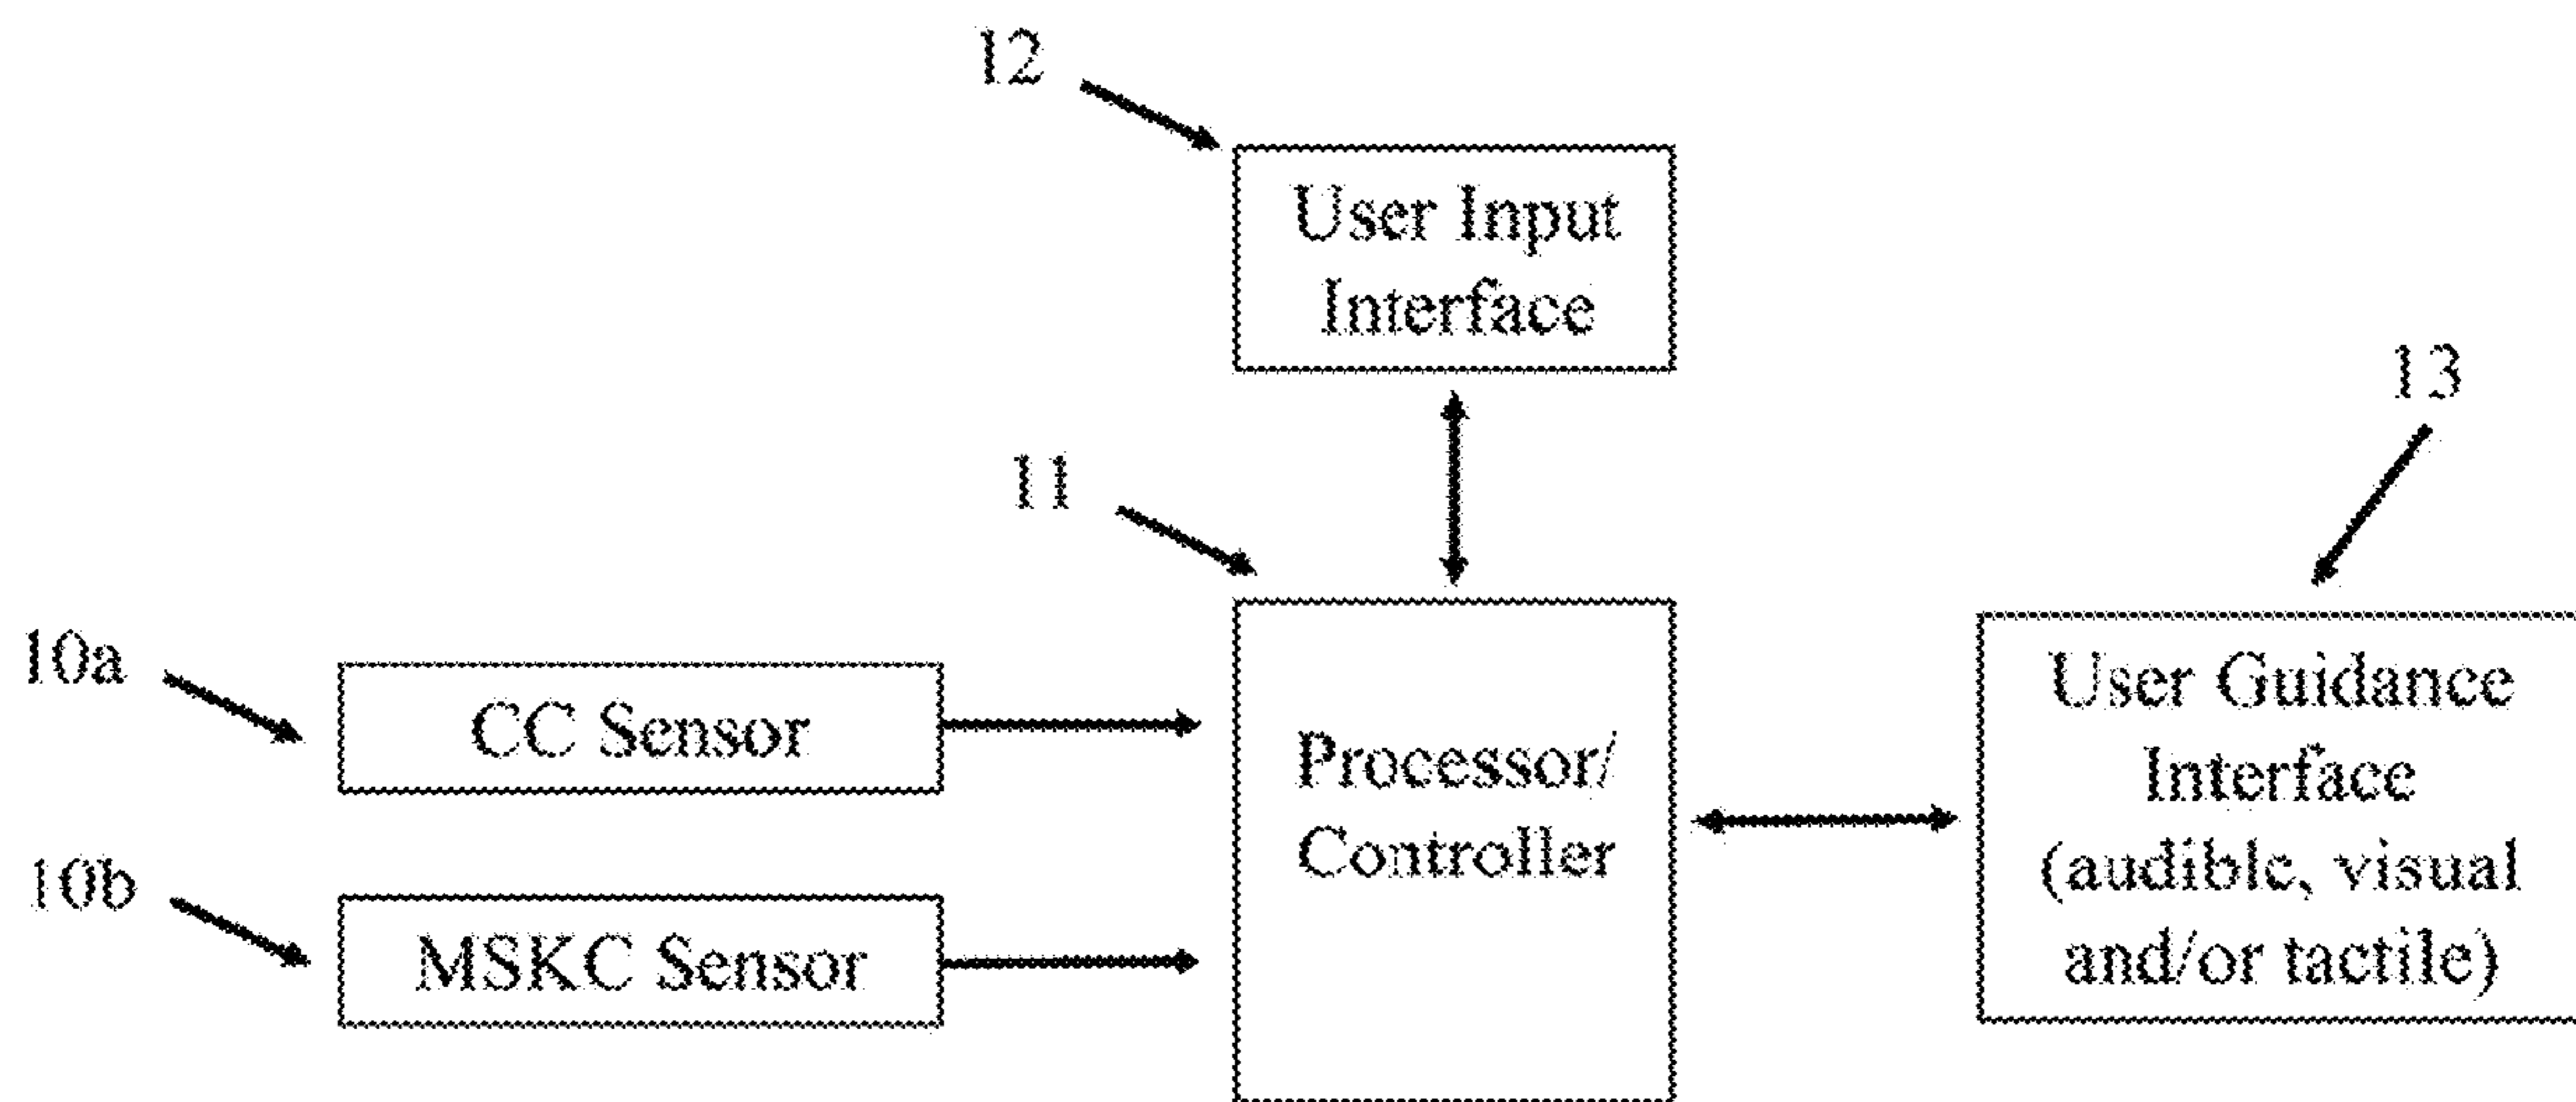 12
User Input
Interface
13
11
10a
CC Sensor
Processor/
Controller
User Guidance
Interface
(audible, visual
and/or tactile)
10b
MSKC Sensor